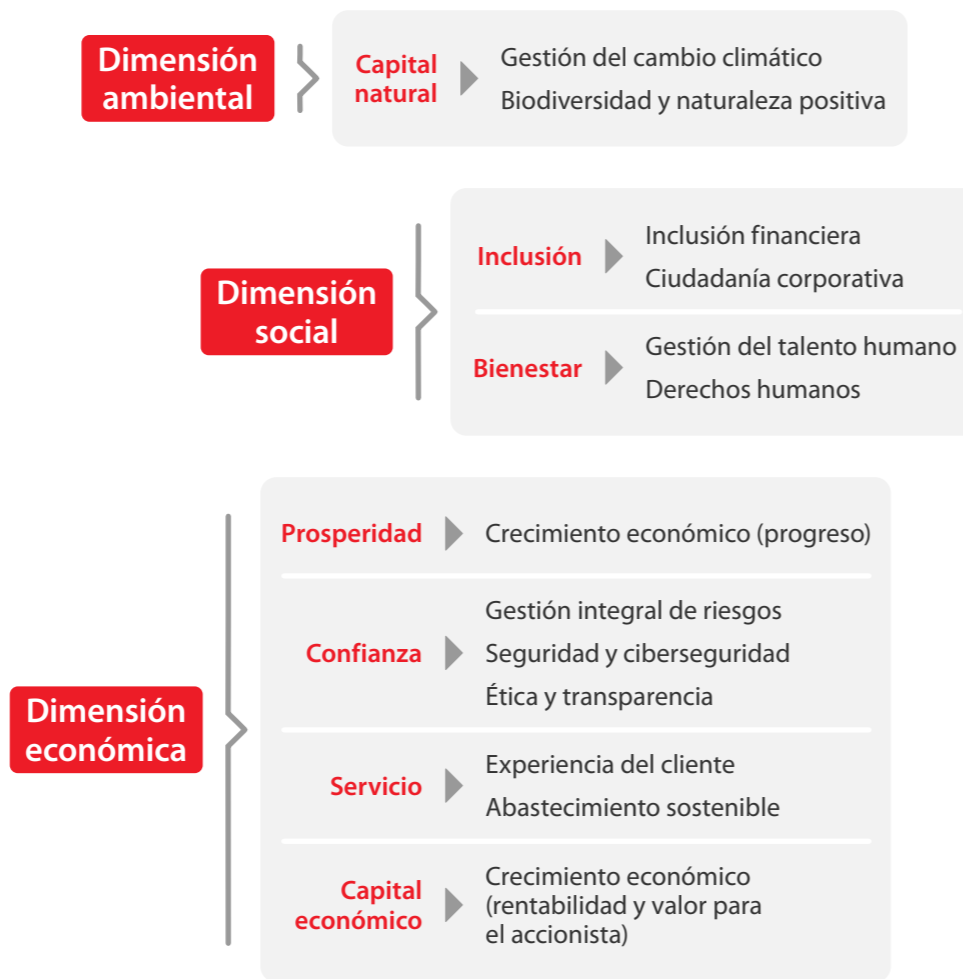 Dimensión
ambiental
Capital
natural
Gestión del cambio climático
Biodiversidad y naturaleza positiva
Dimensión
social
Inclusión
Inclusión financiera
Ciudadanía corporativa
Bienestar
Gestión del talento humano
Derechos humanos
Dimensión
económica
Prosperidad
Crecimiento económico (progreso)
Confianza
Gestión integral de riesgos
Seguridad y ciberseguridad
Ética y transparencia
Servicio
Experiencia del cliente
Abastecimiento sostenible
Capital
económico
Crecimiento económico
(rentabilidad y valor para
el accionista)